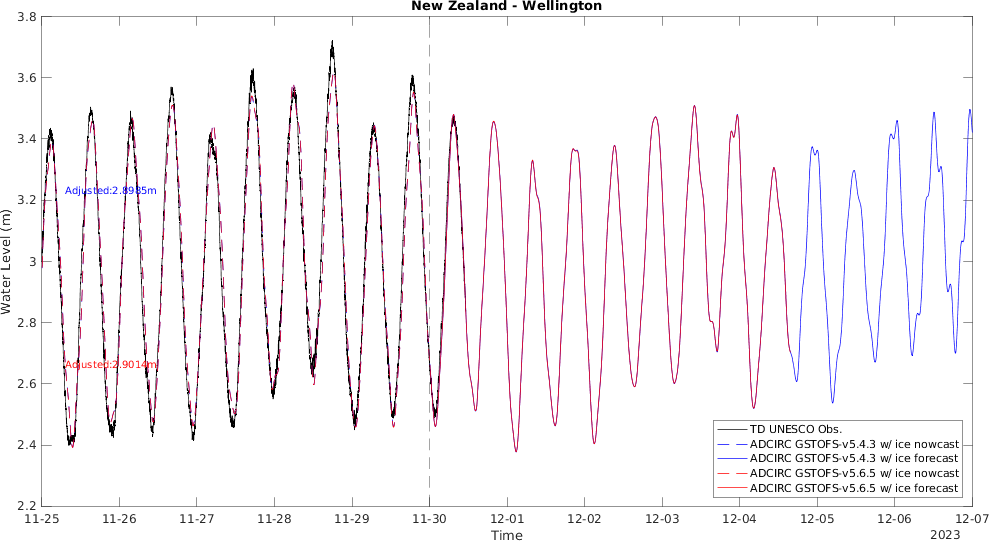 New Zealand - Wellington
3.8
3.6
3.4
3.2
3
2.8
2.6
2.4
2.2
Water Level (m)
Adjusted:2.8985m
Adjusted:2.9014m
TD UNESCO Obs.
ADCIRC GSTOFS-v5.4.3 w/ ice nowcast
ADCIRC GSTOFS-v5.4.3 w/ ice forecast
ADCIRC GSTOFS-v5.6.5 w/ ice nowcast
ADCIRC GSTOFS-v5.6.5 w/ ice forecast
11-25 11-26 11-27 11-28 11-29 11-30 12-01 12-02 12-03 12-04 12-05 12-06 12-07
Time
2023